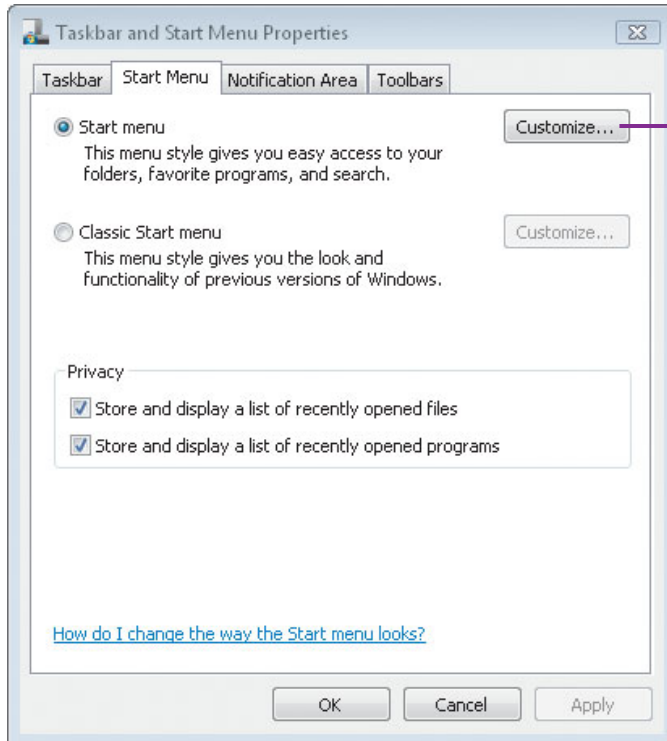 Taskbar and Start Menu Properties
Taskbar Start Menu Notification Area Toolbars
Start menu Customize...
This menu style gives you easy access to your
folders, favorite programs, and search.
Classic Start menu Customize...
This menu style gives you the look and
functionality of previous versions of Windows.
Privacy
Store and display a list of recently opened files
Store and display a list of recently opened programs
How do I change the way the Start menu looks?
OK Cancel Apply